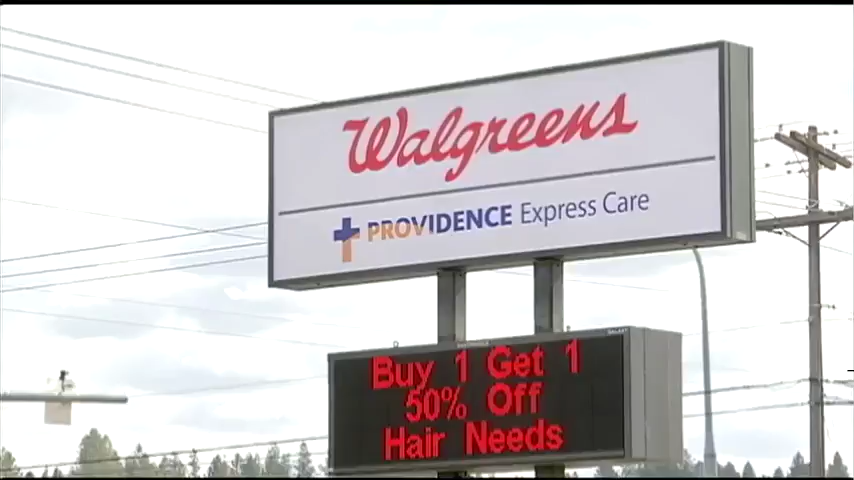 Walgreens
PROVIDENCE Express Care
Buy 1 Get 1
50% Off
Hair Needs